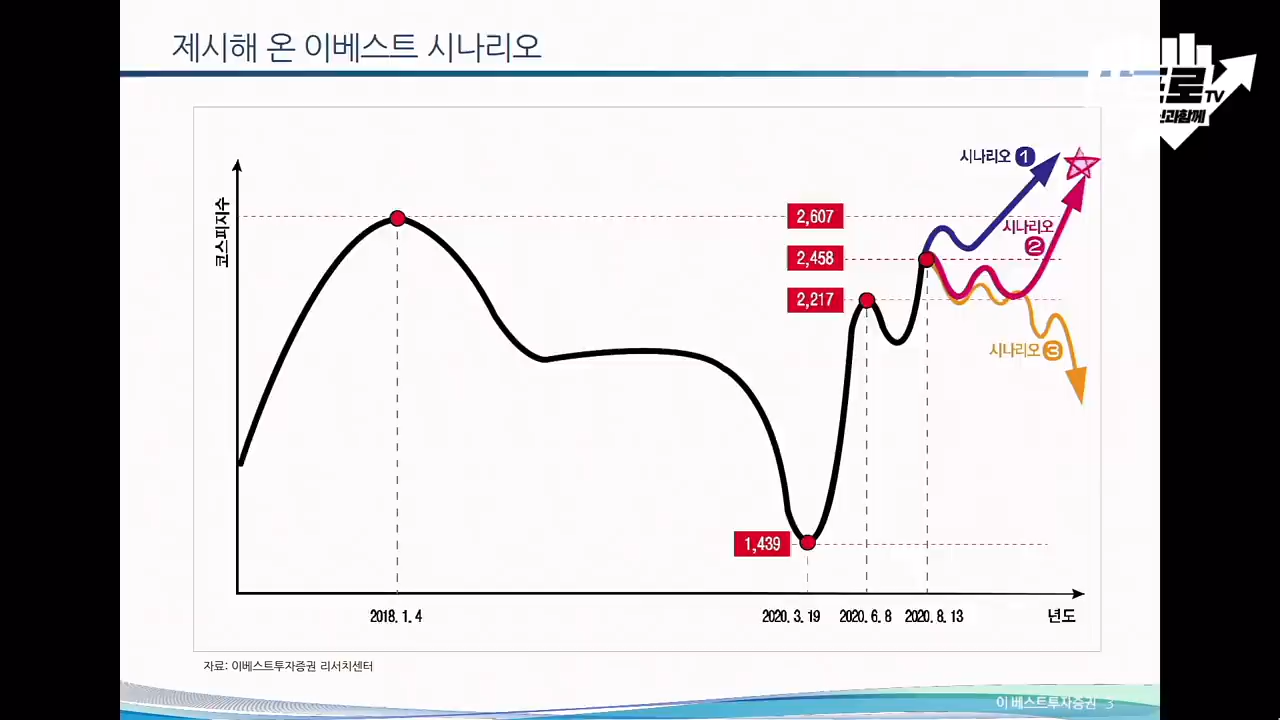 제시해 온 이베스트 시나리오
TV
코스피지수
시나리오 1
2,607
시나리오
2
2,458
2,217
시나리오 3
1,439
2018. 1. 4
2020. 3. 19
2020. 6. 8
2020. 8. 13
년도
자료: 이베스트투자증권 리서치센터
이베스트투자증권
3